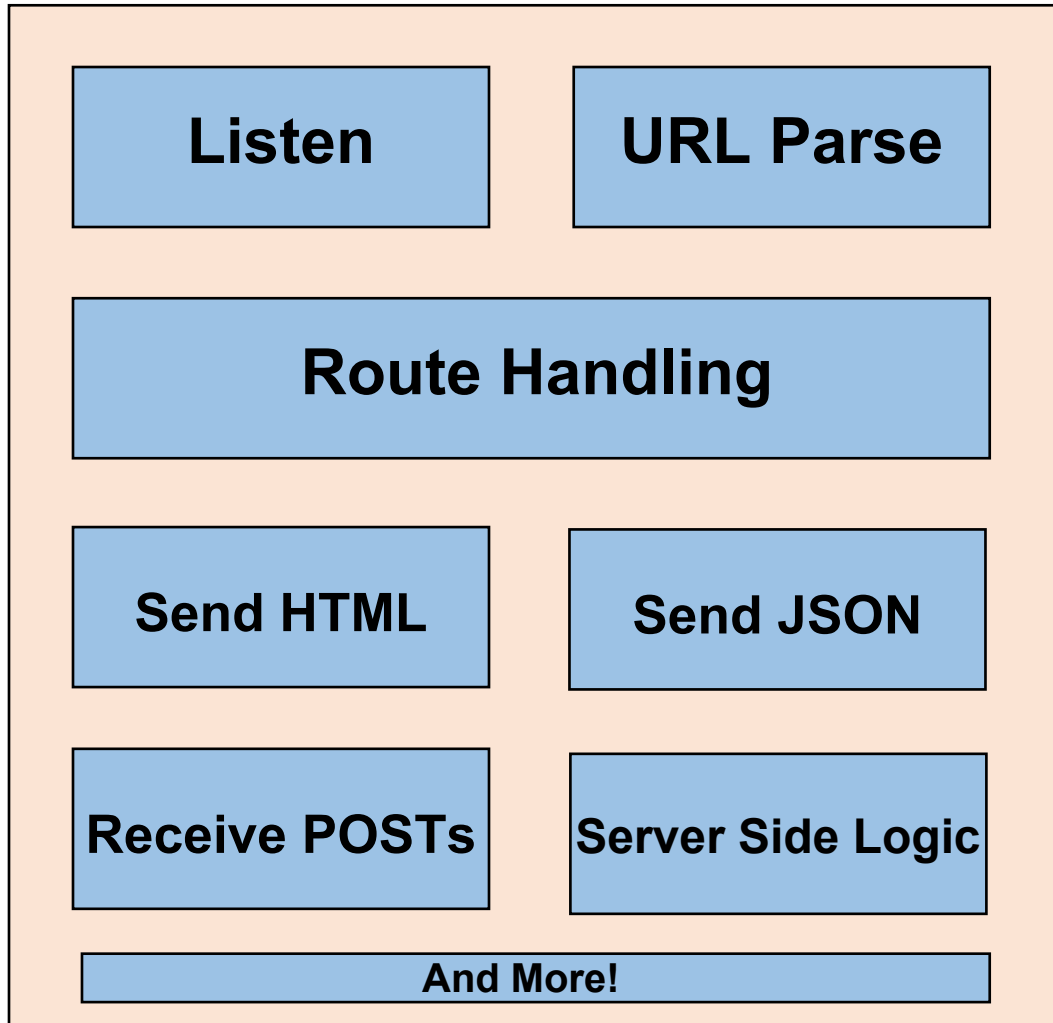 Listen
URL Parse
Route Handling
Send HTML
Send JSON
Receive POSTs
Server Side Logic
And More!